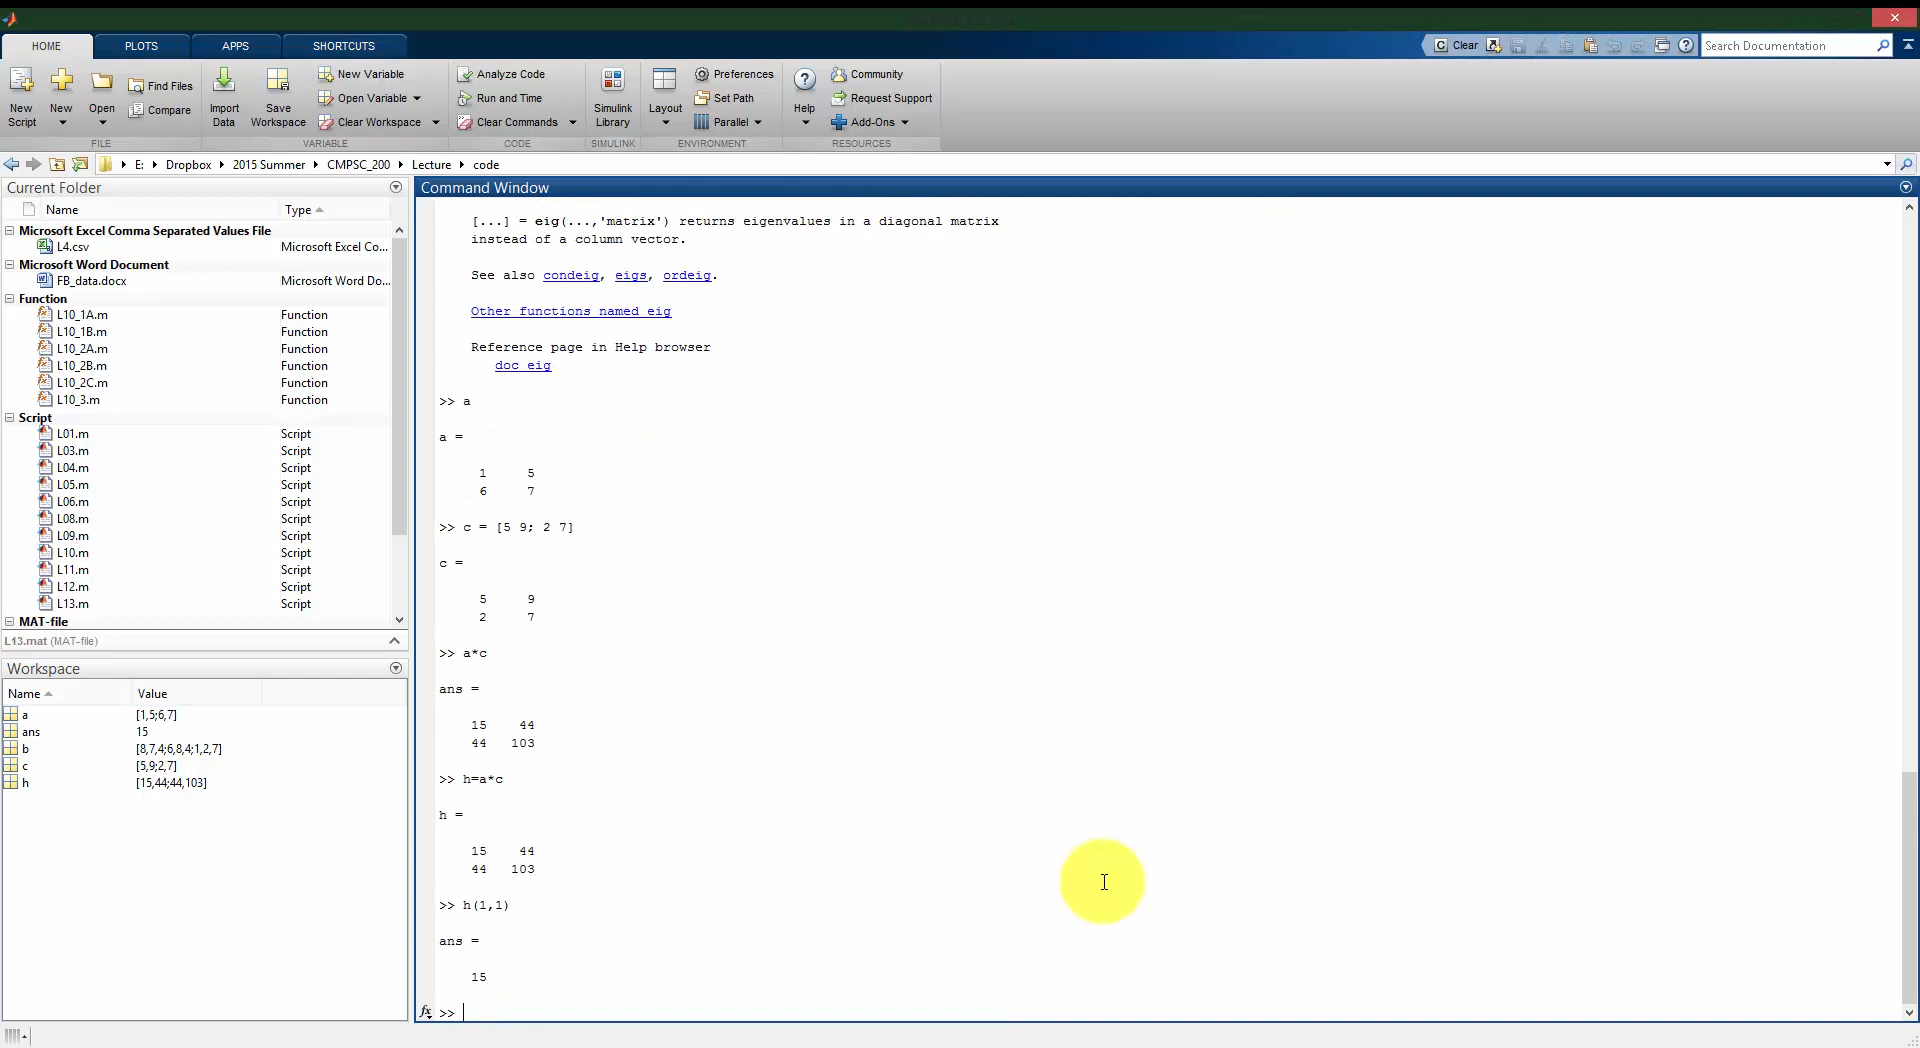 HOME PLOTS APPS SHORTCUTS
Clear
Search Documentation
New Script
New
Open
Find Files
Compare
Import Data
Save Workspace
New Variable
Open Variable
Clear Workspace
Analyze Code
Run and Time
Clear Commands
Simulink Library
Layout
Preferences
Set Path
Parallel
Help
Community
Request Support
Add-Ons
FILE VARIABLE CODE SIMULINK ENVIRONMENT RESOURCES
E: Dropbox 2015 Summer CMPSC_200 Lecture code
Current Folder
Name Type
Microsoft Excel Comma Separated Values File
L4.csv Microsoft Excel Co...
Microsoft Word Document
FB_data.docx Microsoft Word Do...
Function
L10_1A.m Function
L10_1B.m Function
L10_2A.m Function
L10_2B.m Function
L10_2C.m Function
L10_3.m Function
Script
L01.m Script
L03.m Script
L04.m Script
L05.m Script
L06.m Script
L08.m Script
L09.m Script
L10.m Script
L11.m Script
L12.m Script
L13.m Script
MAT-file
L13.mat (MAT-file)
Workspace
Name Value
a [1,5;6,7]
ans 15
b [8,7,4;6,8,4;1,2,7]
c [5,9;2,7]
h [15,44;44,103]
Command Window
[...] = eig(...,'matrix') returns eigenvalues in a diagonal matrix
instead of a column vector.
See also condeig, eigs, ordeig.
Other functions named eig
Reference page in Help browser
doc eig
>> a
a =
1 5
6 7
>> c = [5 9; 2 7]
c =
5 9
2 7
>> a*c
ans =
15 44
44 103
>> h=a*c
h =
15 44
44 103
>> h(1,1)
ans =
15
fx >>